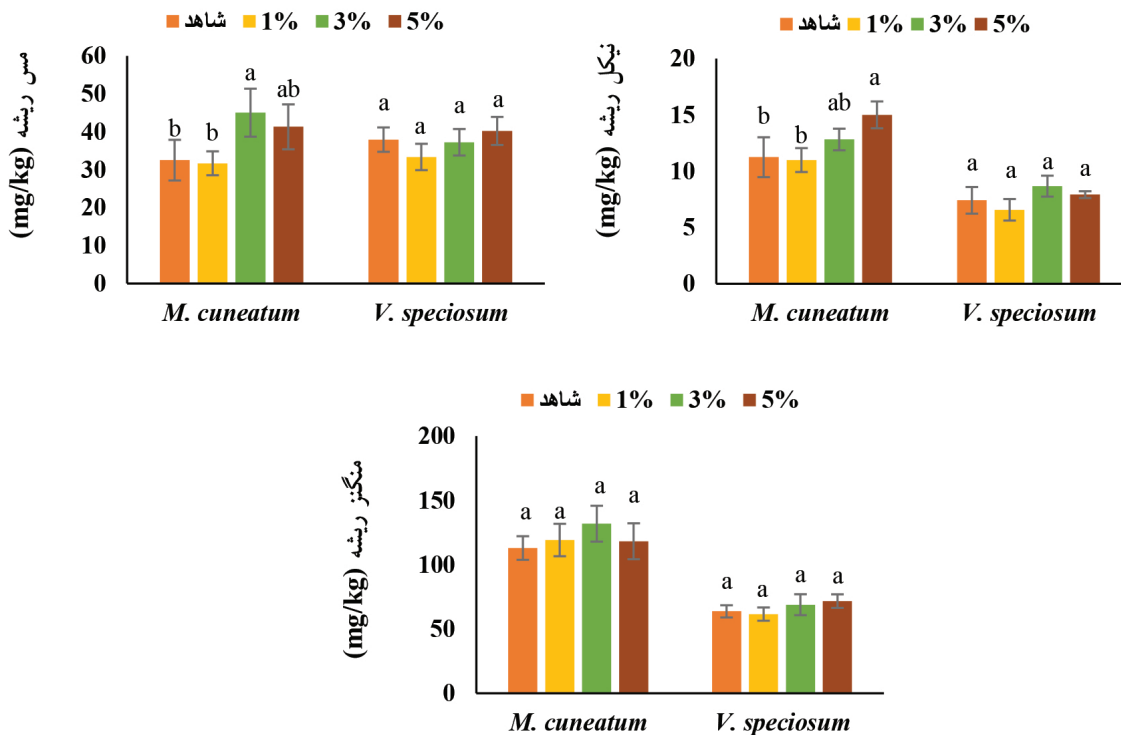 شاهد 1% 3% 5%
مس ریشه (mg/kg)
60
50
40
30
20
10
0
b b a ab a a a a
M. cuneatum V. speciosum
شاهد 1% 3% 5%
نیکل ریشه (mg/kg)
20
15
10
5
0
b b ab a a a a a
M. cuneatum V. speciosum
شاهد 1% 3% 5%
منگنز ریشه (mg/kg)
200
150
100
50
0
a a a a a a a a
M. cuneatum V. speciosum